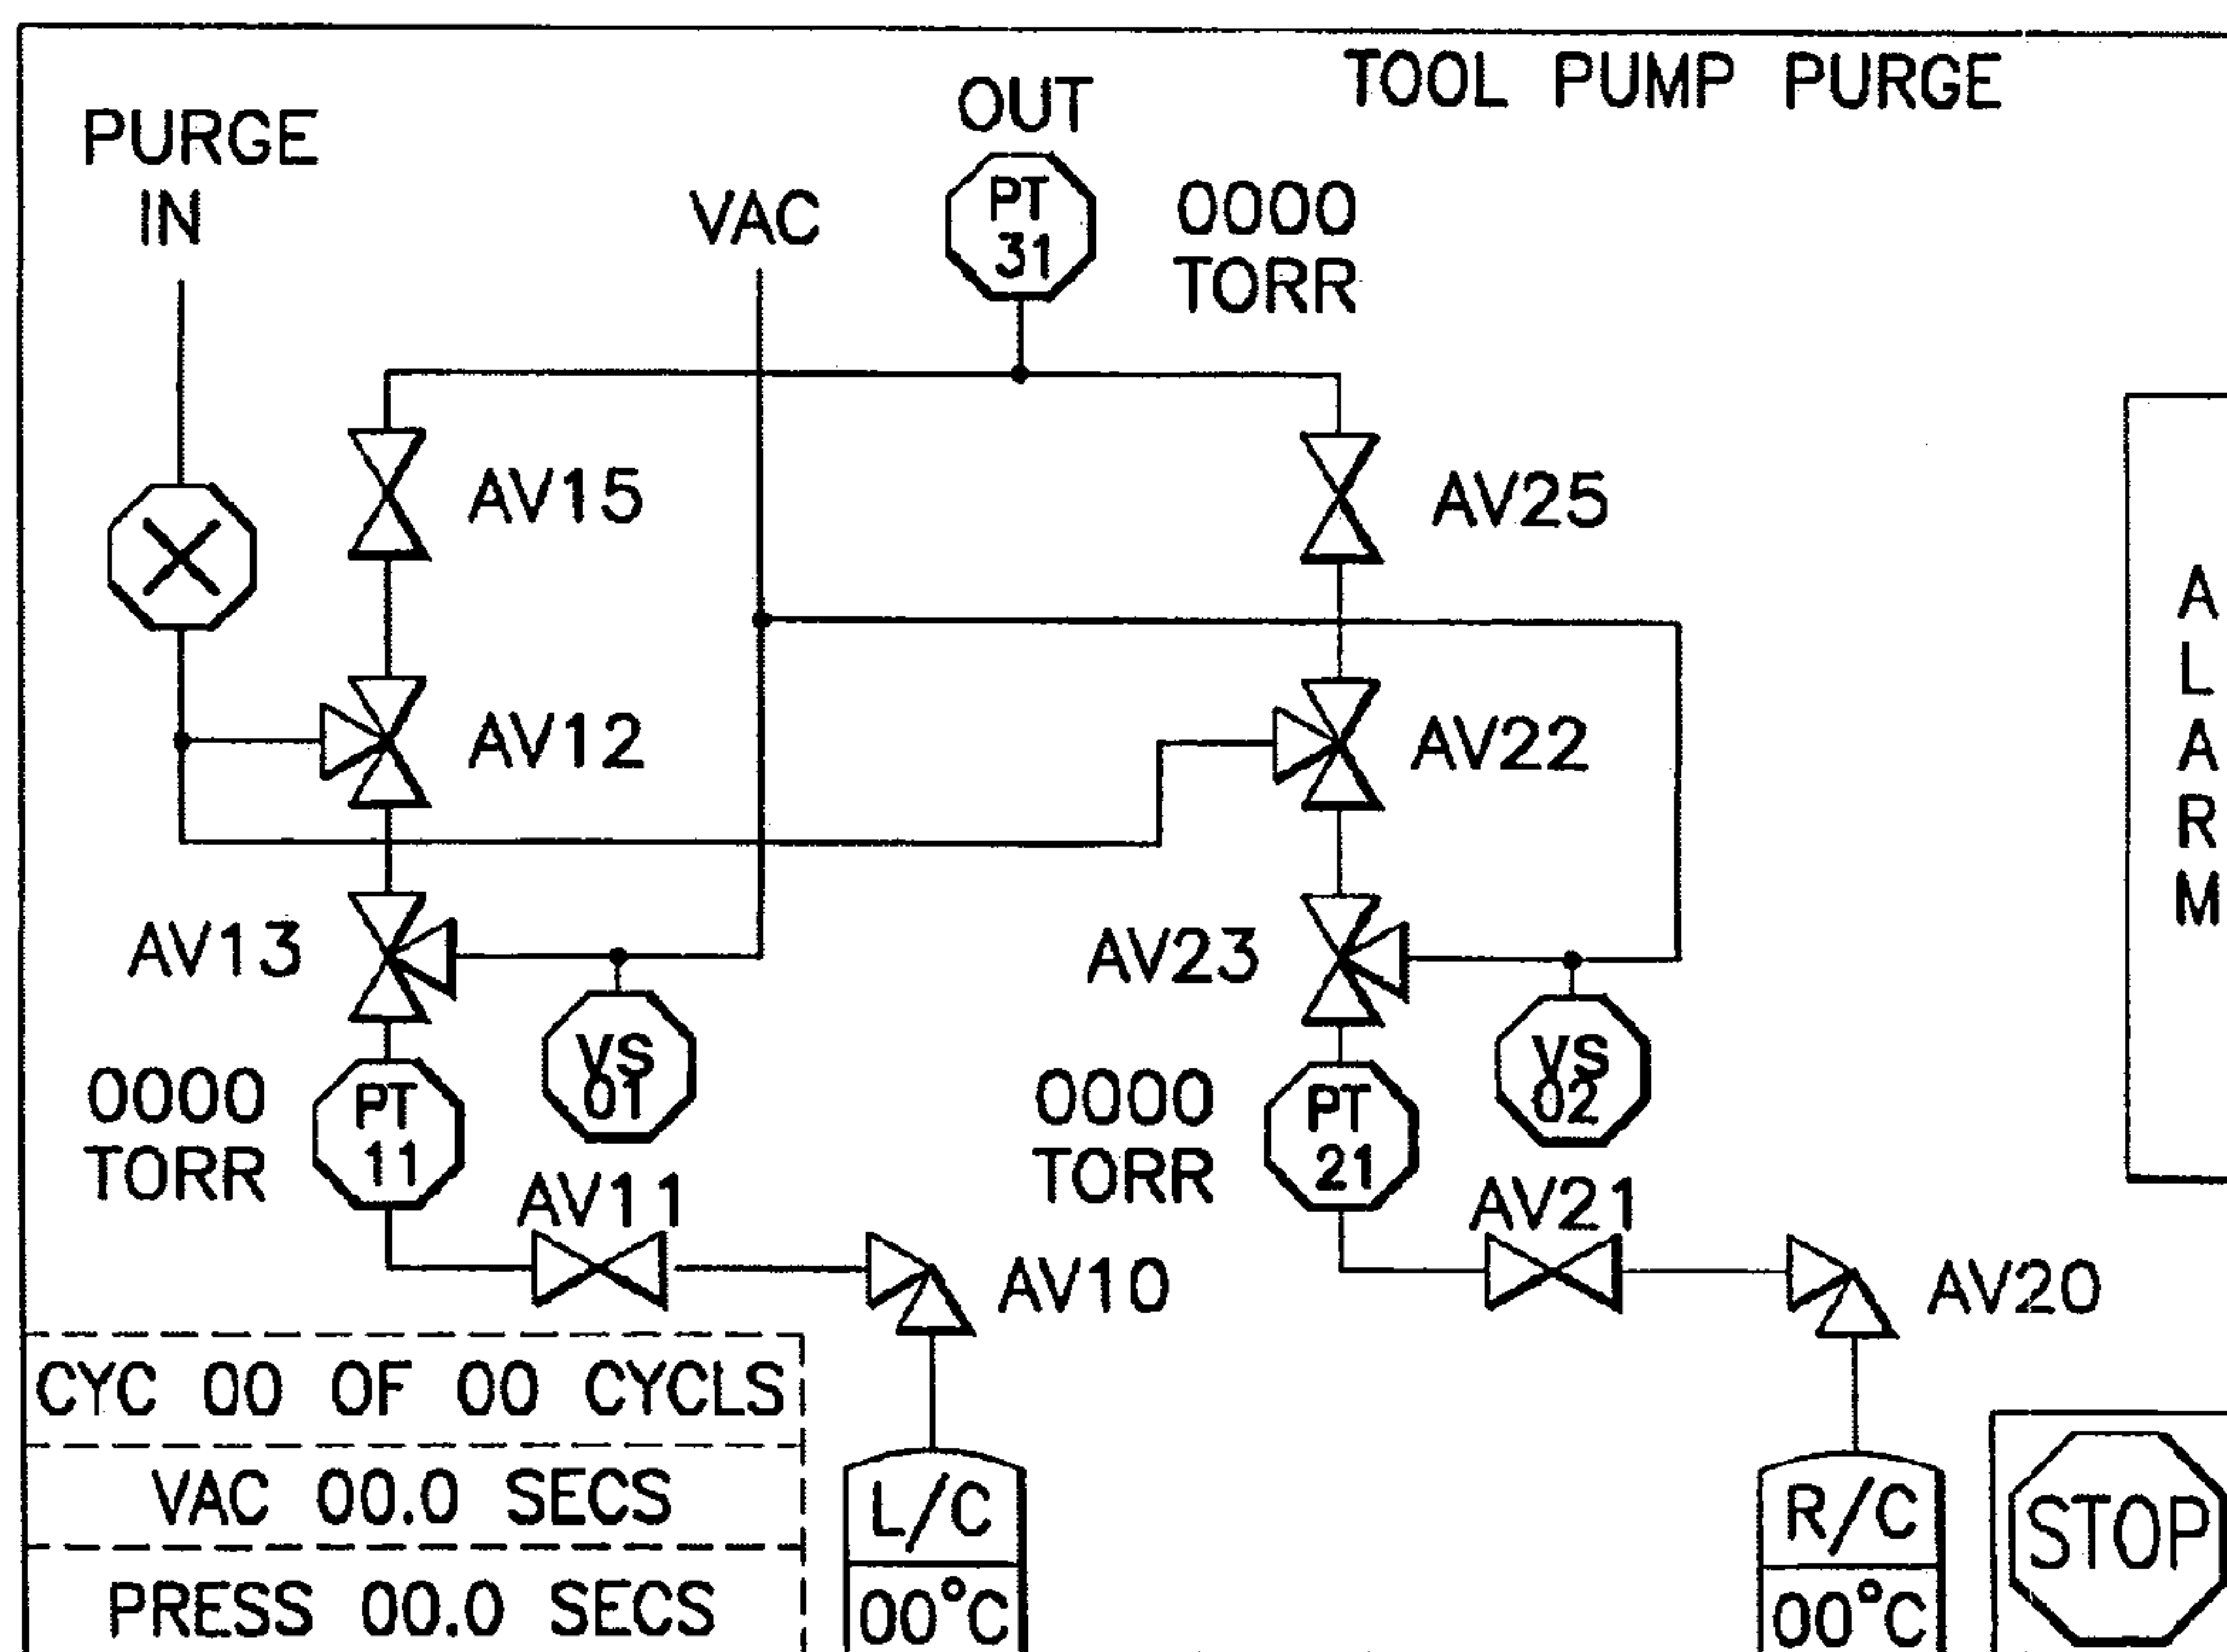 TOOL PUMP PURGE
PURGE
IN
VAC
OUT
PT
31
0000
TORR
AV15
AV25
AV12
AV22
AV13
AV23
VS
01
VS
02
0000
TORR
PT
11
0000
TORR
PT
21
AV11
AV21
AV10
AV20
CYC 00 OF 00 CYCLS
VAC 00.0 SECS
PRESS 00.0 SECS
L/C
00°C
R/C
00°C
STOP
A
L
A
R
M